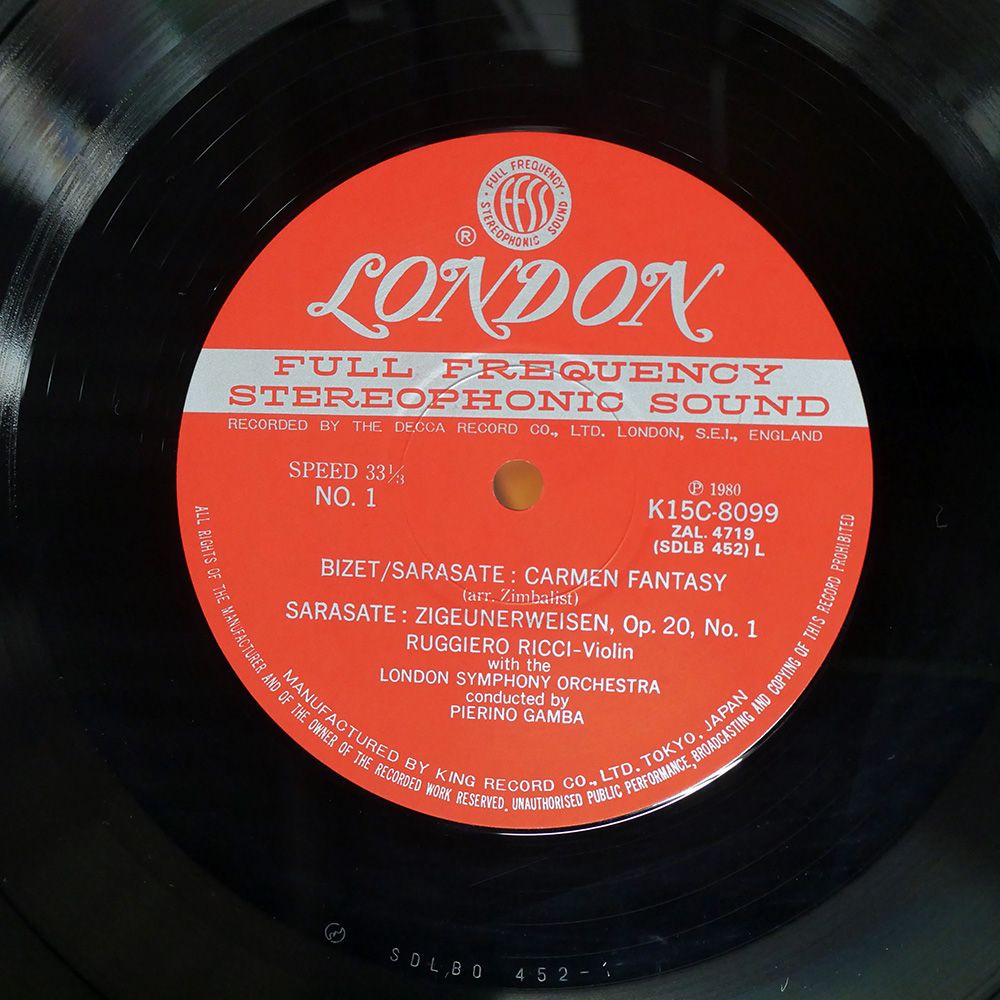 FULL FREQUENCY
FFSS
STEREOPHONIC SOUND
®
LONDON
FULL FREQUENCY
STEREOPHONIC SOUND
RECORDED BY THE DECCA RECORD CO., LTD. LONDON, S.E.I., ENGLAND
SPEED 33⅓
NO. 1
℗ 1980
K15C-8099
ZAL. 4719
(SDLB 452) L
BIZET/SARASATE : CARMEN FANTASY
(arr. Zimbalist)
SARASATE : ZIGEUNERWEISEN, Op. 20, No. 1
RUGGIERO RICCI-Violin
with the
LONDON SYMPHONY ORCHESTRA
conducted by
PIERINO GAMBA
MANUFACTURED BY KING RECORD CO., LTD. TOKYO, JAPAN
ALL RIGHTS OF THE MANUFACTURER AND OF THE OWNER OF THE RECORDED WORK RESERVED. UNAUTHORISED PUBLIC PERFORMANCE, BROADCASTING AND COPYING OF THIS RECORD PROHIBITED
SDLBO 452-1